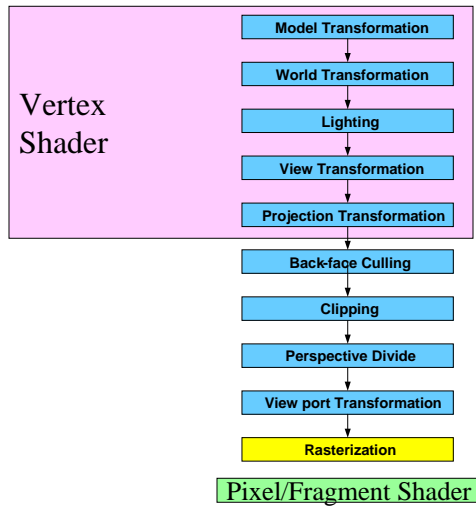 Model Transformation
World Transformation
Vertex
Shader
Lighting
View Transformation
Projection Transformation
Back-face Culling
Clipping
Perspective Divide
View port Transformation
Rasterization
Pixel/Fragment Shader